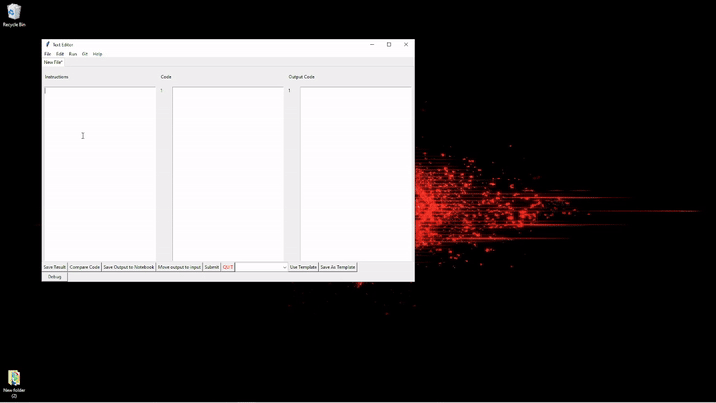 Recycle Bin
Text Editor
File Edit Run Git Help
New File*
Instructions Code Output Code
1 1
Save Result Compare Code Save Output to Notebook Move output to input Submit QUIT Use Template Save As Template
Debug
New folder
(2)